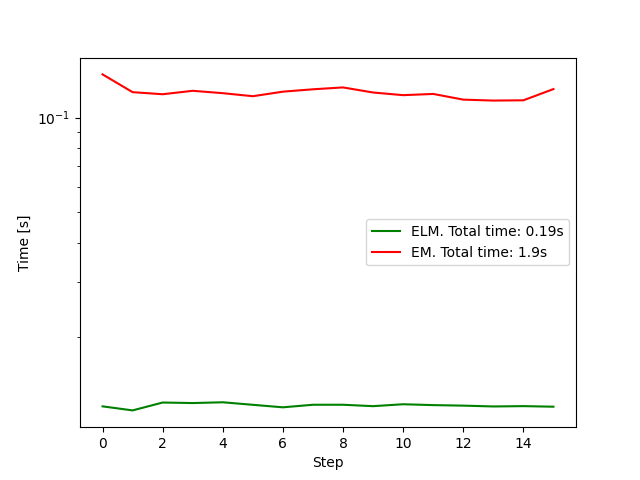 10⁻¹
Time [s]
ELM. Total time: 0.19s
EM. Total time: 1.9s
0 2 4 6 8 10 12 14
Step